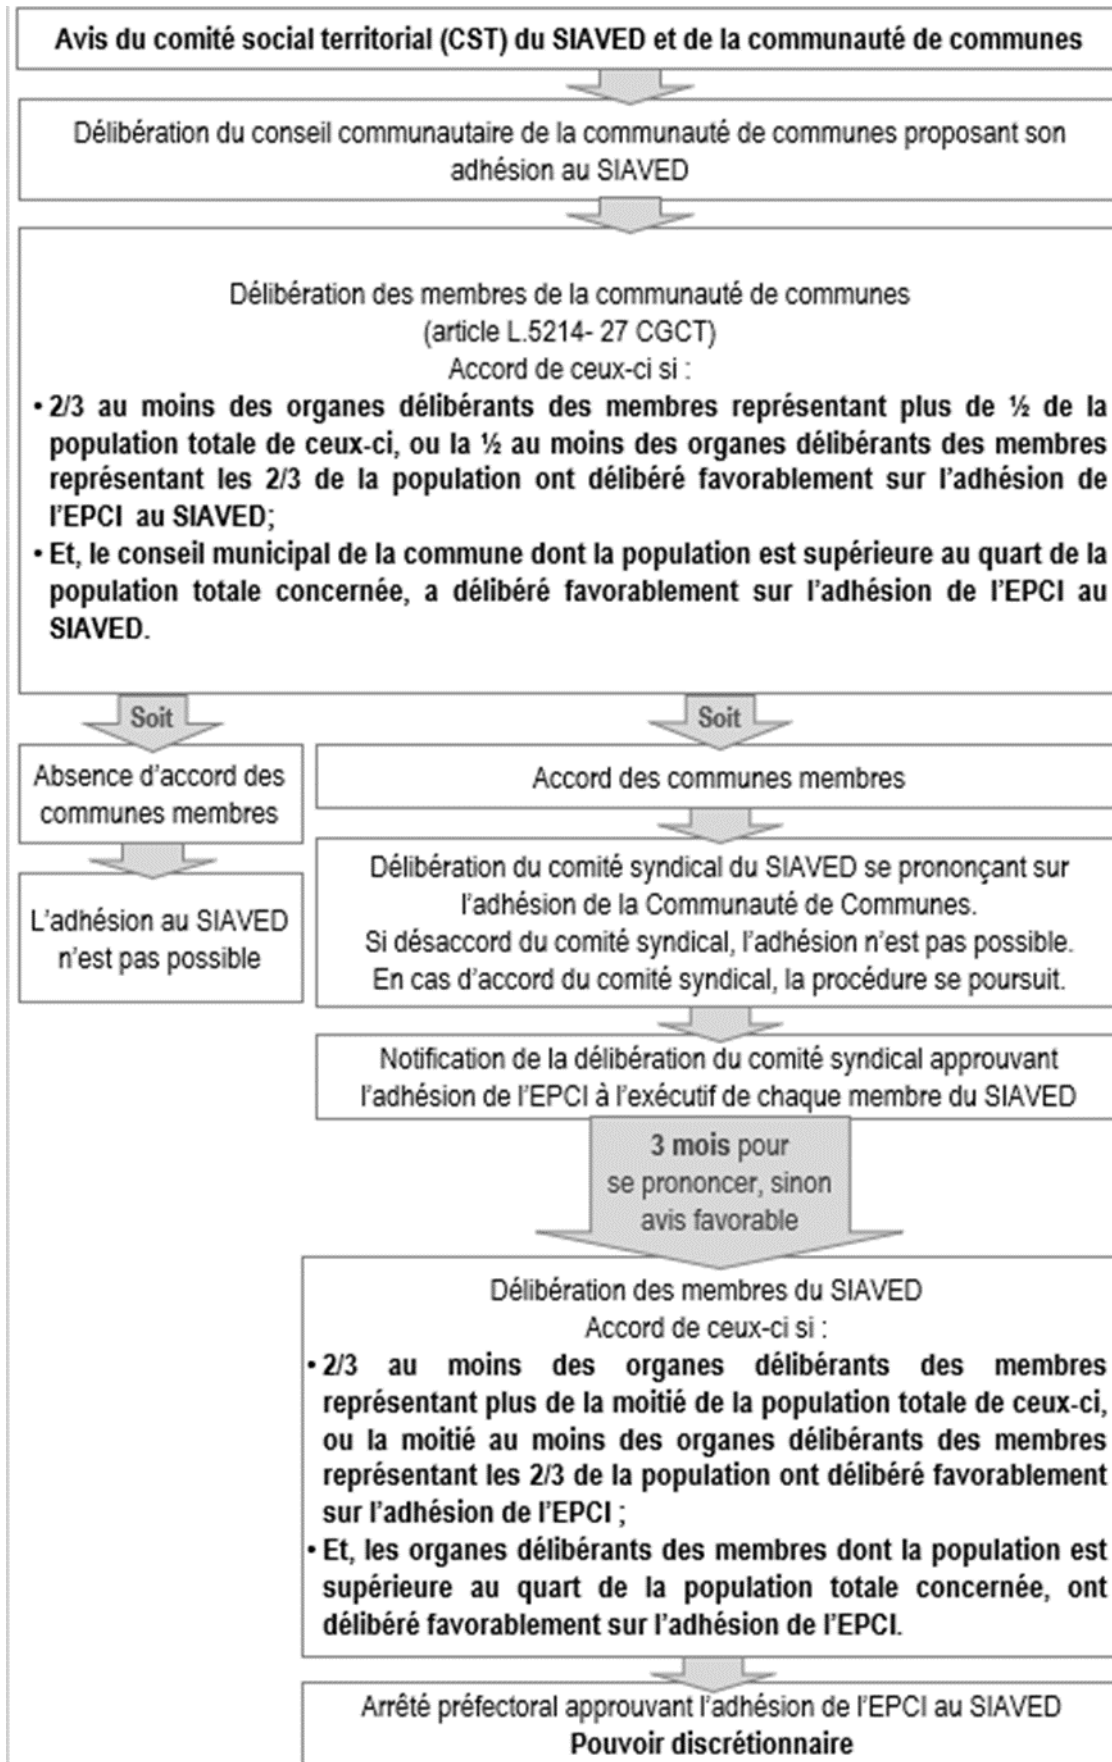 Avis du comité social territorial (CST) du SIAVED et de la communauté de communes
Délibération du conseil communautaire de la communauté de communes proposant son
adhésion au SIAVED
Délibération des membres de la communauté de communes
(article L.5214- 27 CGCT)
Accord de ceux-ci si :
• 2/3 au moins des organes délibérants des membres représentant plus de ½ de la
population totale de ceux-ci, ou la ½ au moins des organes délibérants des membres
représentant les 2/3 de la population ont délibéré favorablement sur l'adhésion de
l'EPCI au SIAVED;
• Et, le conseil municipal de la commune dont la population est supérieure au quart de la
population totale concernée, a délibéré favorablement sur l'adhésion de l'EPCI au
SIAVED.
Soit
Absence d'accord des
communes membres
L'adhésion au SIAVED
n'est pas possible
Soit
Accord des communes membres
Délibération du comité syndical du SIAVED se prononçant sur
l'adhésion de la Communauté de Communes.
Si désaccord du comité syndical, l'adhésion n'est pas possible.
En cas d'accord du comité syndical, la procédure se poursuit.
Notification de la délibération du comité syndical approuvant
l'adhésion de l'EPCI à l'exécutif de chaque membre du SIAVED
3 mois pour
se prononcer, sinon
avis favorable
Délibération des membres du SIAVED
Accord de ceux-ci si :
• 2/3 au moins des organes délibérants des membres
représentant plus de la moitié de la population totale de ceux-ci,
ou la moitié au moins des organes délibérants des membres
représentant les 2/3 de la population ont délibéré favorablement
sur l'adhésion de l'EPCI ;
• Et, les organes délibérants des membres dont la population est
supérieure au quart de la population totale concernée, ont
délibéré favorablement sur l'adhésion de l'EPCI.
Arrêté préfectoral approuvant l'adhésion de l'EPCI au SIAVED
Pouvoir discrétionnaire